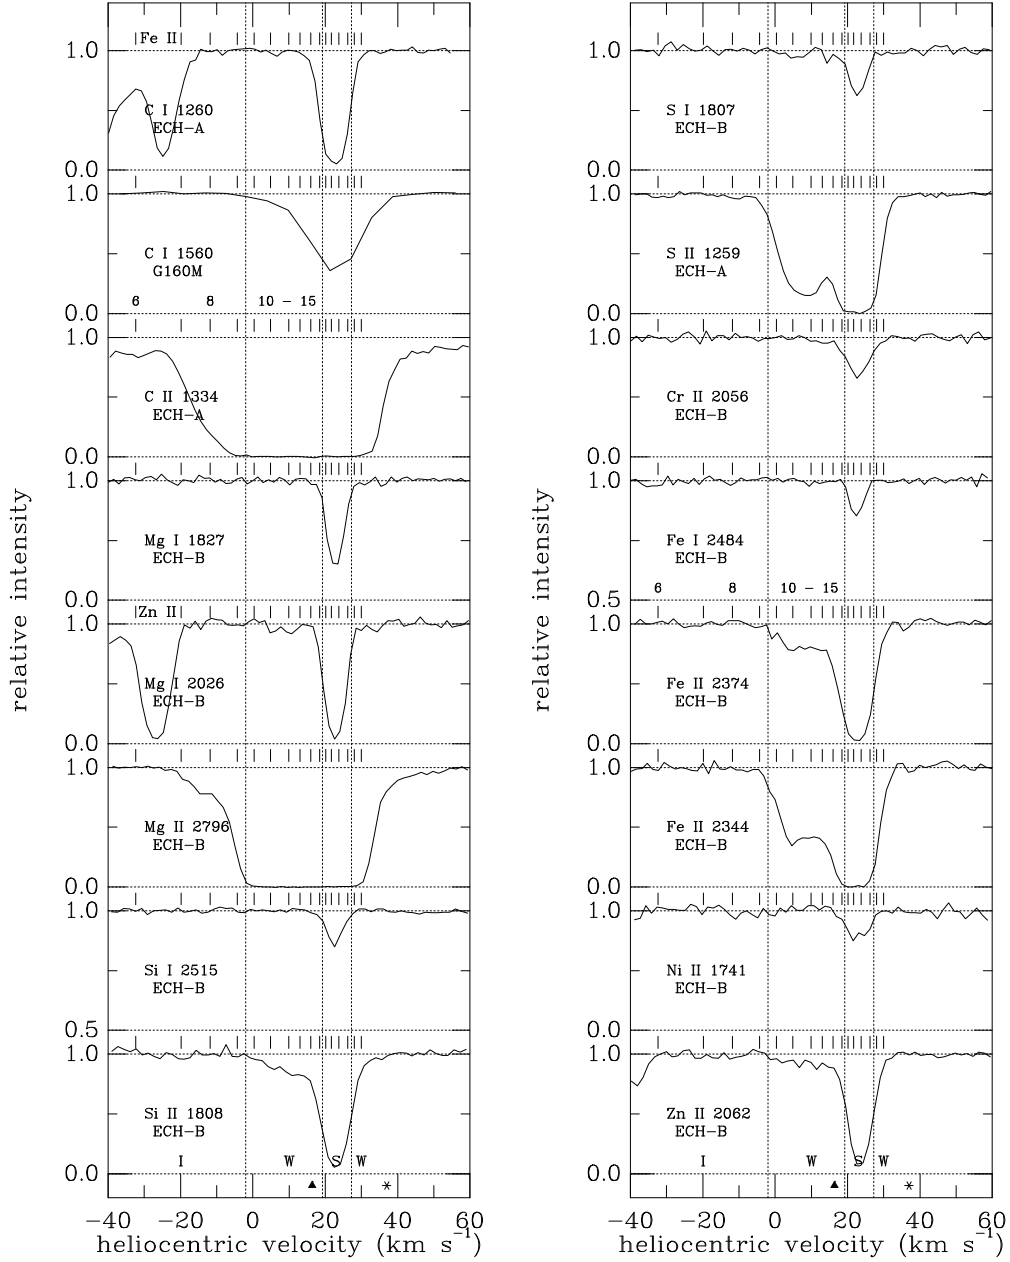 Fe II
1.0
C I 1260
ECH-A
0.0
1.0
C I 1560
G160M
6 8 10 - 15
0.0
1.0
C II 1334
ECH-A
0.0
1.0
Mg I 1827
ECH-B
0.0
Zn II
1.0
Mg I 2026
ECH-B
0.0
1.0
Mg II 2796
ECH-B
0.0
1.0
Si I 2515
ECH-B
0.5
1.0
Si II 1808
ECH-B
I W S W
0.0
▲ *
-40 -20 0 20 40 60
heliocentric velocity (km s⁻¹)
relative intensity
1.0
S I 1807
ECH-B
0.0
1.0
S II 1259
ECH-A
0.0
1.0
Cr II 2056
ECH-B
0.0
1.0
Fe I 2484
ECH-B
6 8 10 - 15
0.5
1.0
Fe II 2374
ECH-B
0.0
1.0
Fe II 2344
ECH-B
0.0
1.0
Ni II 1741
ECH-B
0.0
1.0
Zn II 2062
ECH-B
I W S W
0.0
▲ *
-40 -20 0 20 40 60
heliocentric velocity (km s⁻¹)
relative intensity